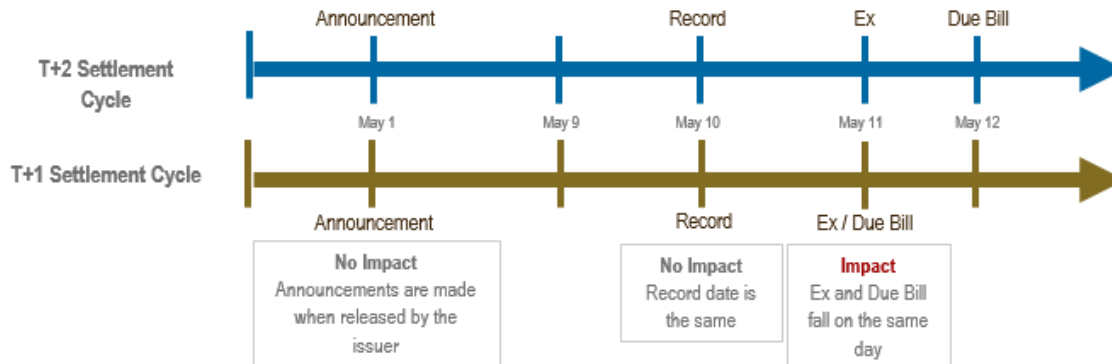 Announcement
Record
Ex
Due Bill
T+2 Settlement
Cycle
May 1
May 9
May 10
May 11
May 12
T+1 Settlement Cycle
Announcement
Record
Ex / Due Bill
No Impact
Announcements are made
when released by the
issuer
No Impact
Record date is
the same
Impact
Ex and Due Bill
fall on the same
day